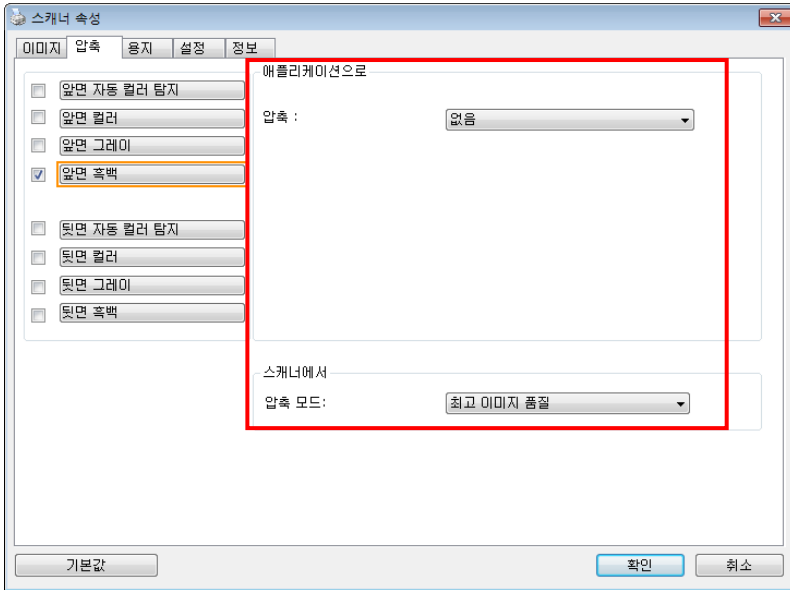 스캐너 속성
이미지 압축 용지 설정 정보
앞면 자동 컬러 탐지
앞면 컬러
앞면 그레이
앞면 흑백
뒷면 자동 컬러 탐지
뒷면 컬러
뒷면 그레이
뒷면 흑백
애플리케이션으로
압축 : 없음
스캐너에서
압축 모드: 최고 이미지 품질
기본값 확인 취소